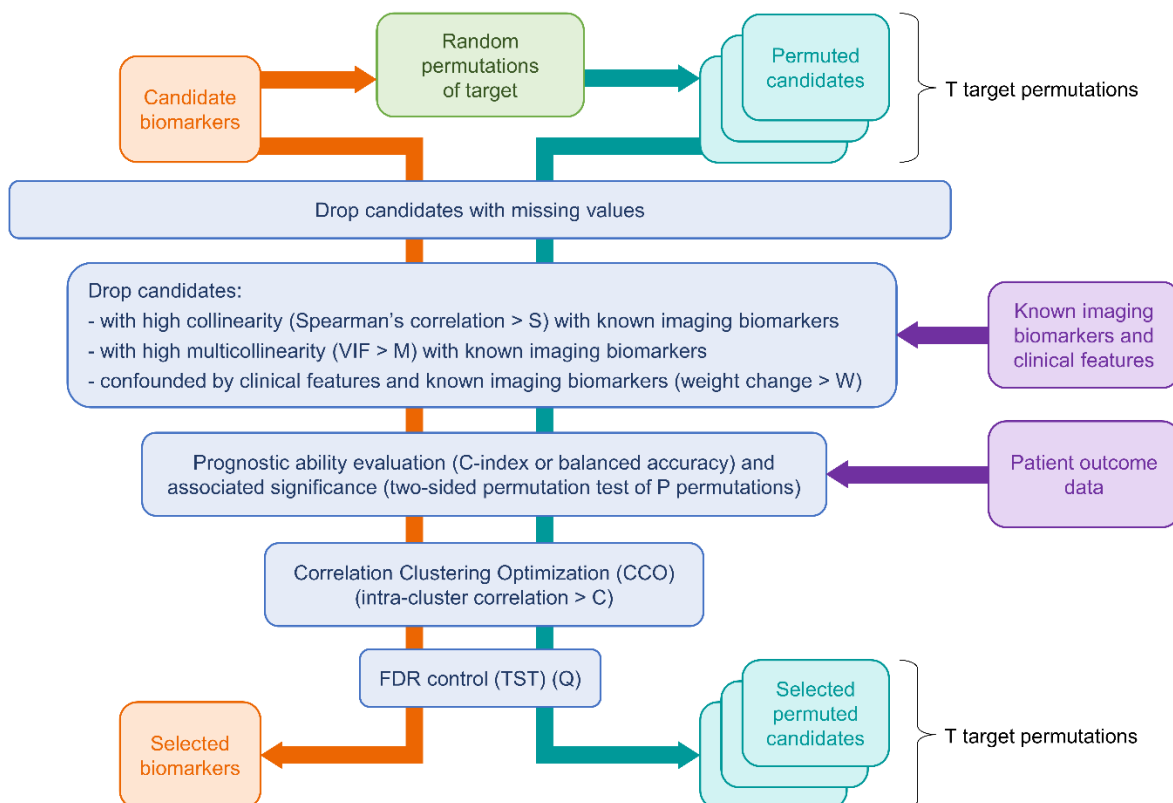 Candidate
biomarkers
Random
permutations
of target
Permuted
candidates
T target permutations
Drop candidates with missing values
Drop candidates:
- with high collinearity (Spearman's correlation > S) with known imaging biomarkers
- with high multicollinearity (VIF > M) with known imaging biomarkers
- confounded by clinical features and known imaging biomarkers (weight change > W)
Known imaging
biomarkers and
clinical features
Prognostic ability evaluation (C-index or balanced accuracy) and
associated significance (two-sided permutation test of P permutations)
Patient outcome
data
Correlation Clustering Optimization (CCO)
(intra-cluster correlation > C)
FDR control (TST) (Q)
Selected
biomarkers
Selected
permuted
candidates
T target permutations